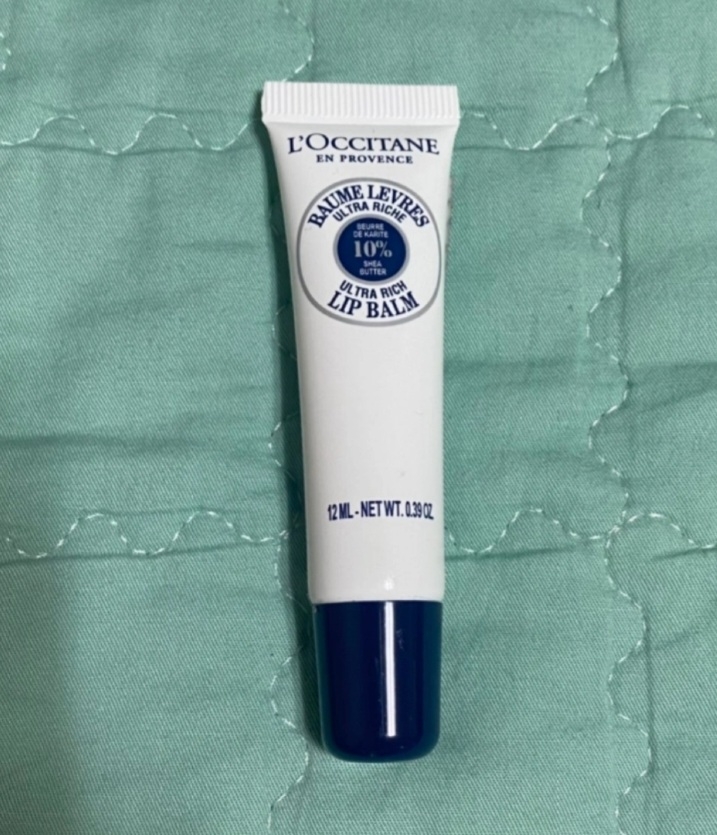 L'OCCITANE
EN PROVENCE
BAUME LEVRES
ULTRA RICHE
BEURRE
DE KARITE
10%
SHEA
BUTTER
ULTRA RICH
LIP BALM
12 ML - NET WT. 0.39 OZ.